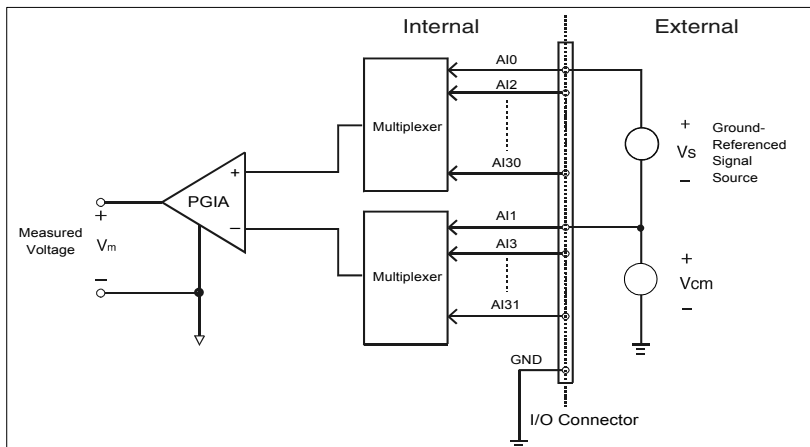 Internal
External
AI0
AI2
Multiplexer
AI30
+
Vs
−
Ground-
Referenced
Signal
Source
+
PGIA
−
Measured
Voltage
+
Vm
−
AI1
AI3
Multiplexer
AI31
+
Vcm
−
GND
I/O Connector